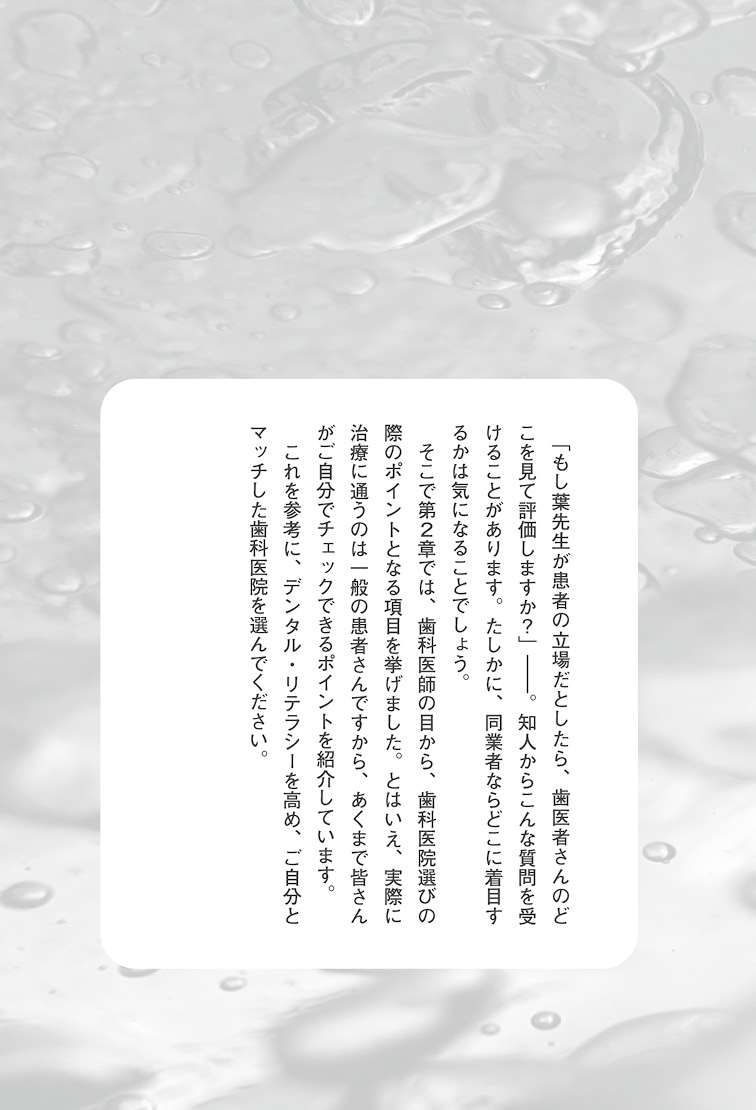 「もし葉先生が患者の立場だとしたら、歯医者さんのど
こを見て評価しますか？」――。知人からこんな質問を受
けることがあります。たしかに、同業者ならどこに着目す
るかは気になることでしょう。
そこで第２章では、歯科医師の目から、歯科医院選びの
際のポイントとなる項目を挙げました。とはいえ、実際に
治療に通うのは一般の患者さんですから、あくまで皆さん
がご自分でチェックできるポイントを紹介しています。
これを参考に、デンタル・リテラシーを高め、ご自分と
マッチした歯科医院を選んでください。